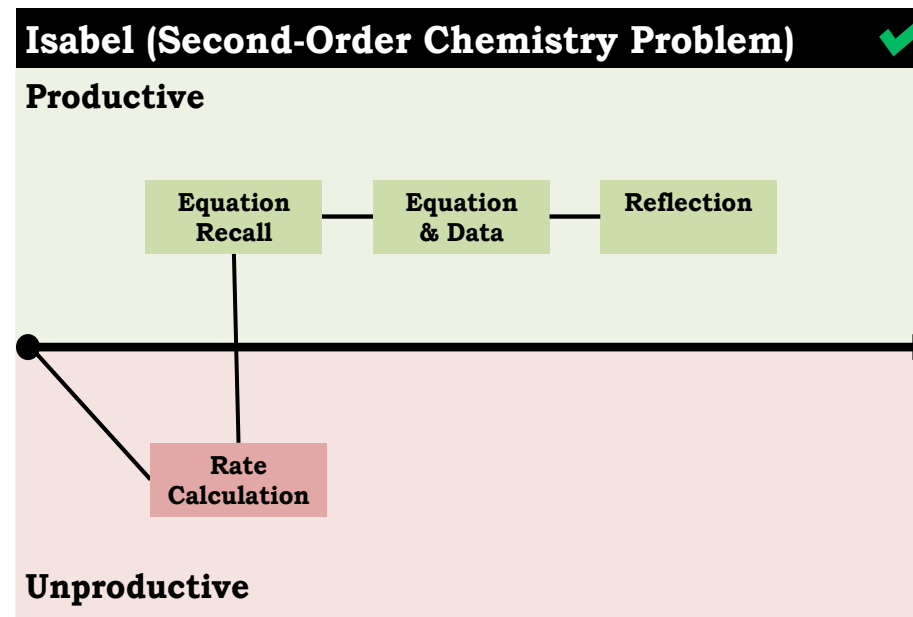 Isabel (Second-Order Chemistry Problem)
Productive
Equation
Recall
Equation
& Data
Reflection
Rate
Calculation
Unproductive